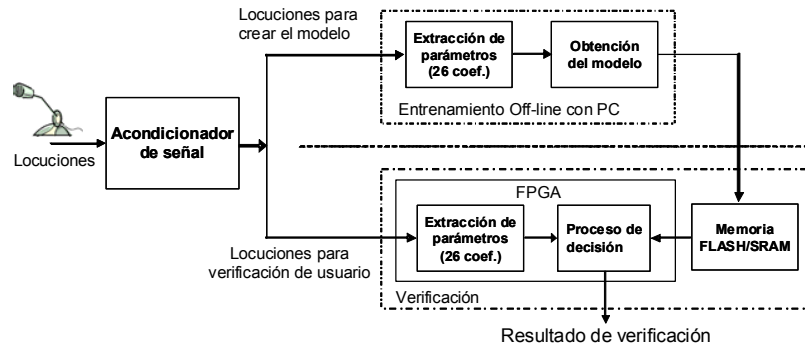 Locuciones para
crear el modelo
Extracción de
parámetros
(26 coef.)
Obtención
del modelo
Entrenamiento Off-line con PC
Locuciones
Acondicionador
de señal
FPGA
Extracción de
parámetros
(26 coef.)
Proceso de
decisión
Memoria
FLASH/SRAM
Locuciones para
verificación de usuario
Verificación
Resultado de verificación